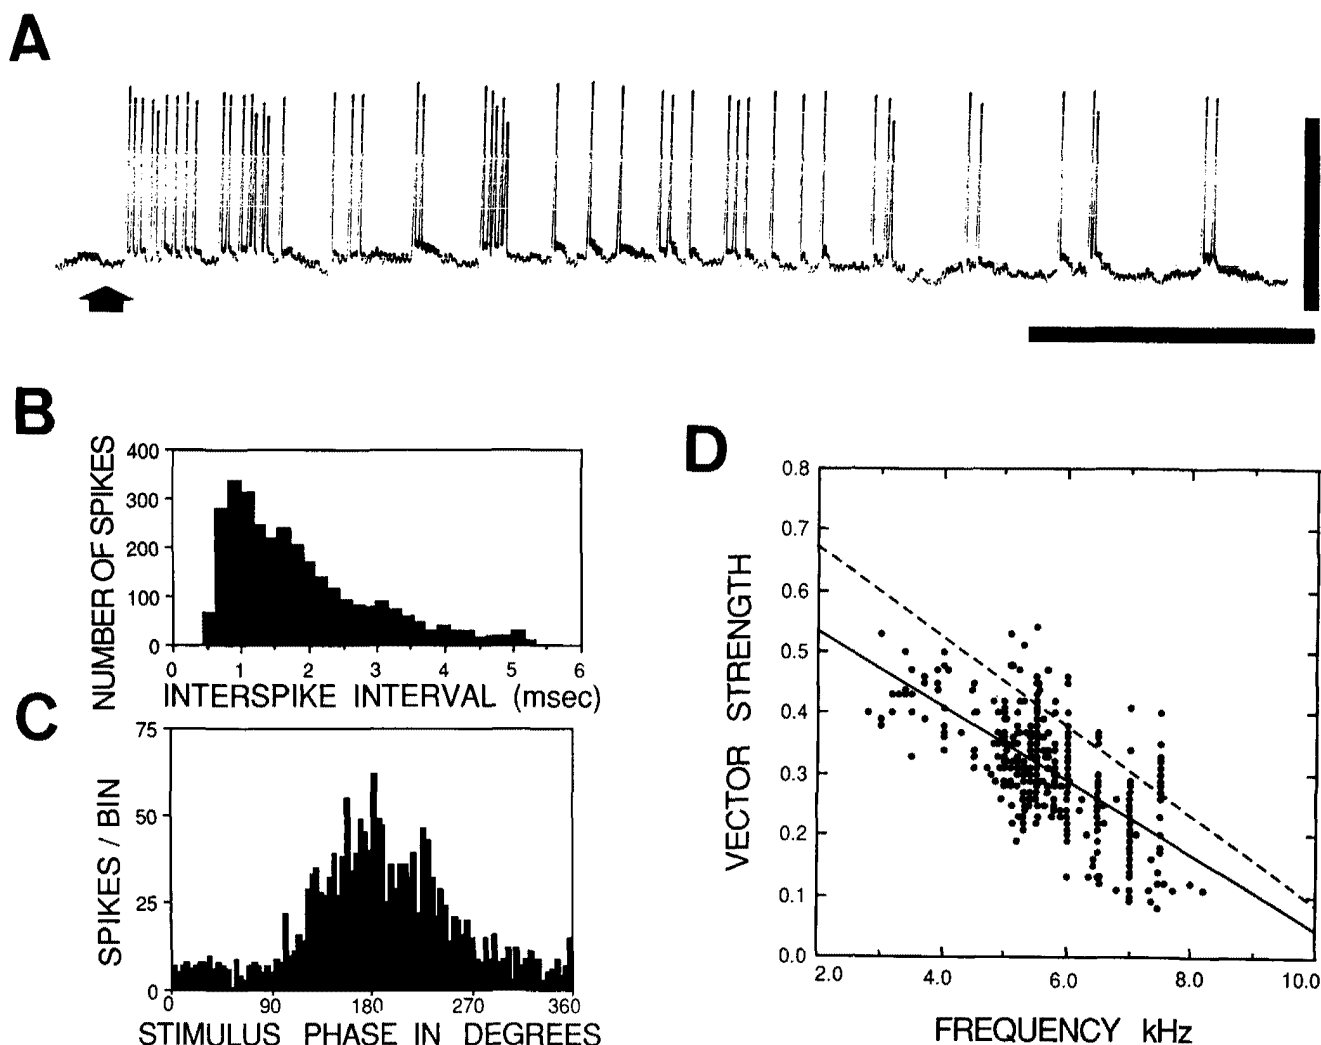 A
B
NUMBER OF SPIKES
400
300
200
100
0
0 1 2 3 4 5 6
INTERSPIKE INTERVAL (msec)
C
SPIKES / BIN
75
50
25
0
0 90 180 270 360
STIMULUS PHASE IN DEGREES
D
VECTOR STRENGTH
0.8
0.7
0.6
0.5
0.4
0.3
0.2
0.1
0.0
2.0 4.0 6.0 8.0 10.0
FREQUENCY kHz